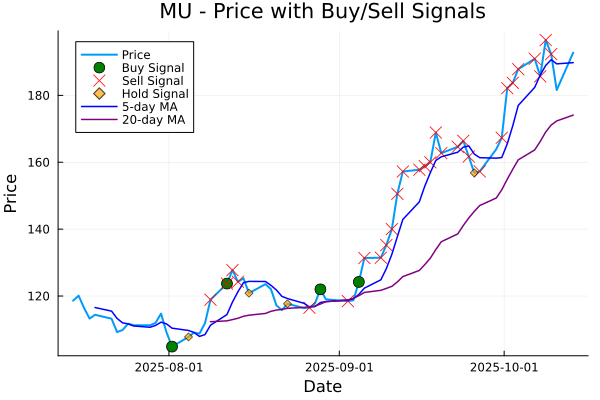 MU - Price with Buy/Sell Signals
Price
Buy Signal
Sell Signal
Hold Signal
5-day MA
20-day MA
180
160
140
120
Price
2025-08-01
2025-09-01
2025-10-01
Date